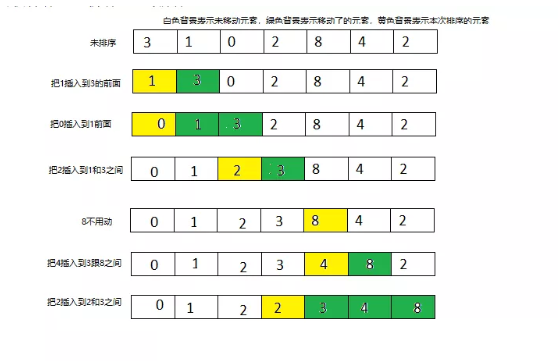 白色背景表示未移动元素，绿色背景表示移动了的元素，黄色背景表示本次排序的元素
未排序 3 1 0 2 8 4 2
把1插入到3的前面 1 3 0 2 8 4 2
把0插入到1前面 0 1 3 2 8 4 2
把2插入到1和3之间 0 1 2 3 8 4 2
8不用动 0 1 2 3 8 4 2
把4插入到3跟8之间 0 1 2 3 4 8 2
把2插入到2和3之间 0 1 2 2 3 4 8